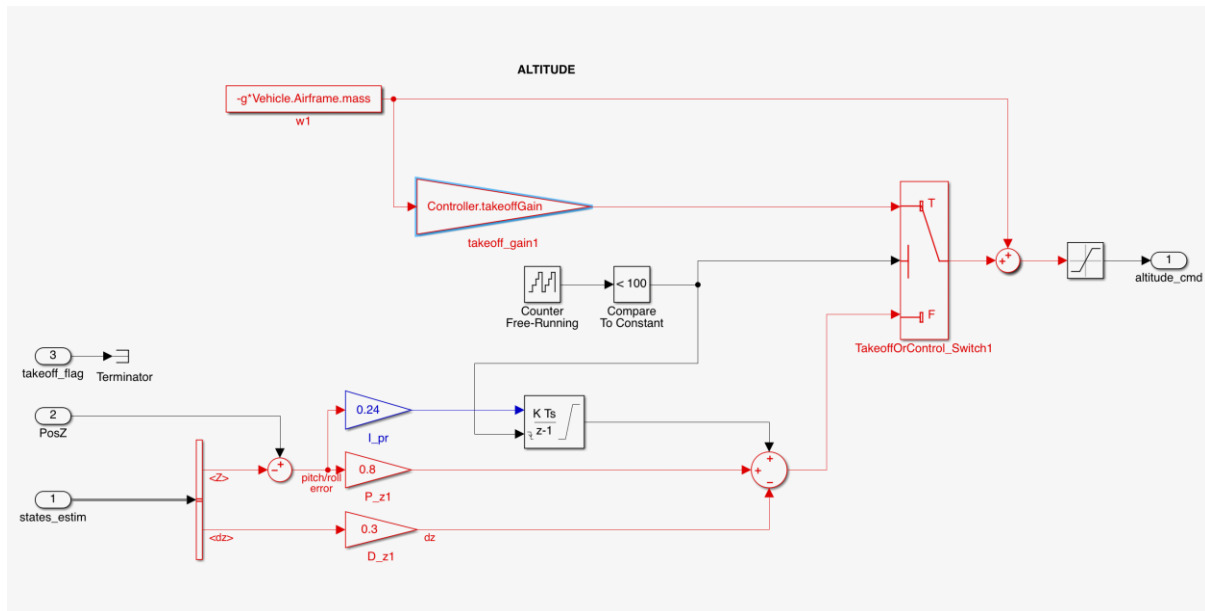 ALTITUDE
-g*Vehicle.Airframe.mass
w1
Controller.takeoffGain
takeoff_gain1
T
< 100
Counter
Free-Running
Compare
To Constant
+
+
1
altitude_cmd
F
TakeoffOrControl_Switch1
3
takeoff_flag
Terminator
2
PosZ
0.24
I_pr
K Ts
z-1
+
-
<Z>
pitch/roll
error
0.8
P_z1
+
+
-
1
states_estim
<dz>
0.3
D_z1
dz